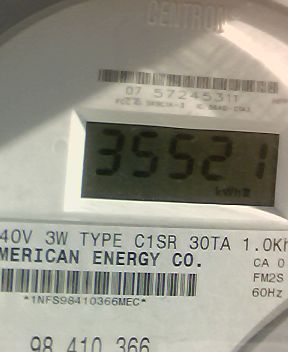 CENTRON
07 57245311
35521
kWh
40V 3W TYPE C1SR 30TA 1.0Kh
MERICAN ENERGY CO. CA 0
FM2S
*1NFS98410366MEC* 60Hz
98 410 366